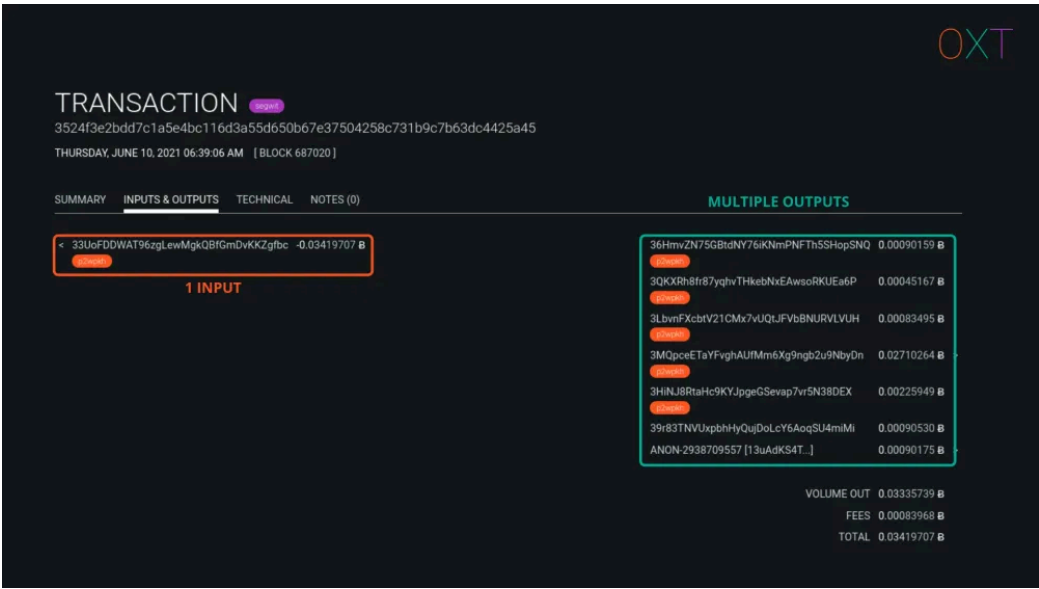 OXT
TRANSACTION segwit
3524f3e2bdd7c1a5e4bc116d3a55d650b67e37504258c731b9c7b63dc4425a45
THURSDAY, JUNE 10, 2021 06:39:06 AM [ BLOCK 687020 ]
SUMMARY INPUTS & OUTPUTS TECHNICAL NOTES (0)
MULTIPLE OUTPUTS
< 33UoFDDWAT96zgLewMgkQBfGmDvKKZgfbc -0.03419707 Ƀ
p2wpkh
1 INPUT
36HmvZN75GBtdNY76iKNmPNFTh5SHopSNQ 0.00090159 Ƀ
p2wpkh
3QKXRh8fr87yqhvTHkebNxEAwsoRKUEa6P 0.00045167 Ƀ
p2wpkh
3LbvnFXcbtV21CMx7vUQtJFVbBNURVLVUH 0.00083495 Ƀ
p2wpkh
3MQpceETaYFvghAUfMm6Xg9ngb2u9NbyDn 0.02710264 Ƀ >
p2wpkh
3HiNJ8RtaHc9KYJpgeGSevap7vr5N38DEX 0.00225949 Ƀ
p2wpkh
39r83TNVUxpbhHyQujDoLcY6AoqSU4miMi 0.00090530 Ƀ
ANON-2938709557 [13uAdKS4T...] 0.00090175 Ƀ >
VOLUME OUT 0.03335739 Ƀ
FEES 0.00083968 Ƀ
TOTAL 0.03419707 Ƀ